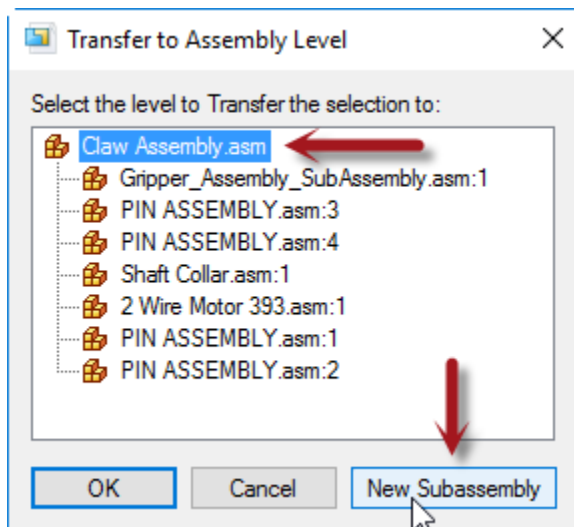 Transfer to Assembly Level
Select the level to Transfer the selection to:
Claw Assembly.asm
Gripper_Assembly_SubAssembly.asm:1
PIN ASSEMBLY.asm:3
PIN ASSEMBLY.asm:4
Shaft Collar.asm:1
2 Wire Motor 393.asm:1
PIN ASSEMBLY.asm:1
PIN ASSEMBLY.asm:2
OK Cancel New Subassembly